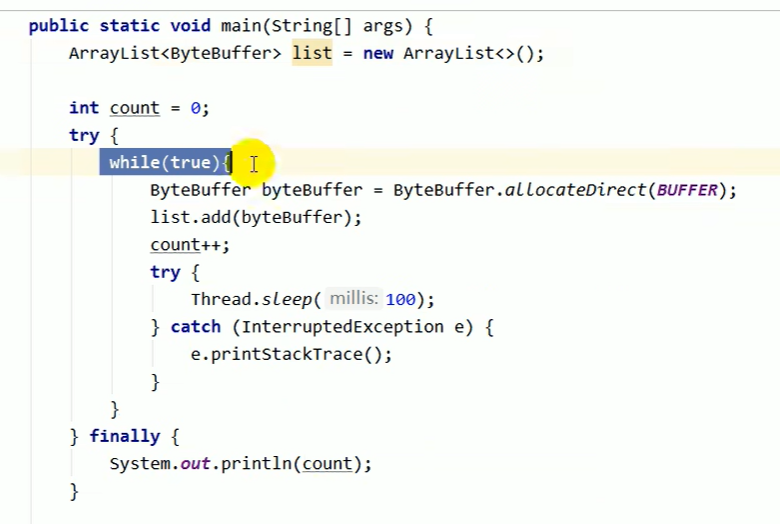 public static void main(String[] args) {
ArrayList<ByteBuffer> list = new ArrayList<>();
int count = 0;
try {
while(true){
ByteBuffer byteBuffer = ByteBuffer.allocateDirect(BUFFER);
list.add(byteBuffer);
count++;
try {
Thread.sleep( millis: 100);
} catch (InterruptedException e) {
e.printStackTrace();
}
}
} finally {
System.out.println(count);
}